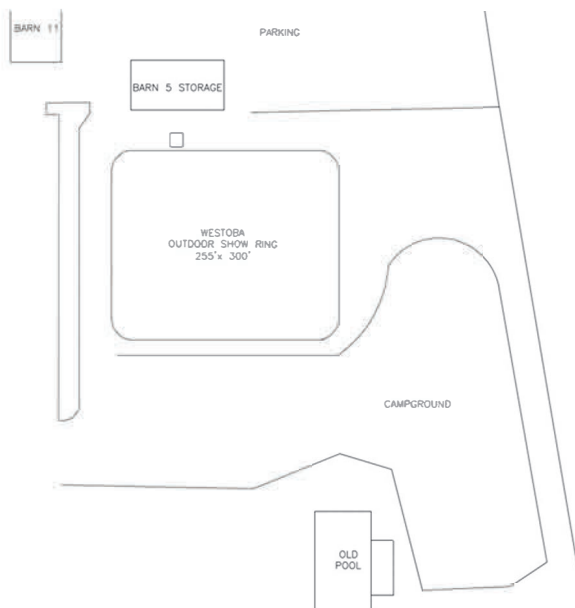 BARN 11
PARKING
BARN 5 STORAGE
WESTOBA
OUTDOOR SHOW RING
255'x 300'
CAMPGROUND
OLD
POOL